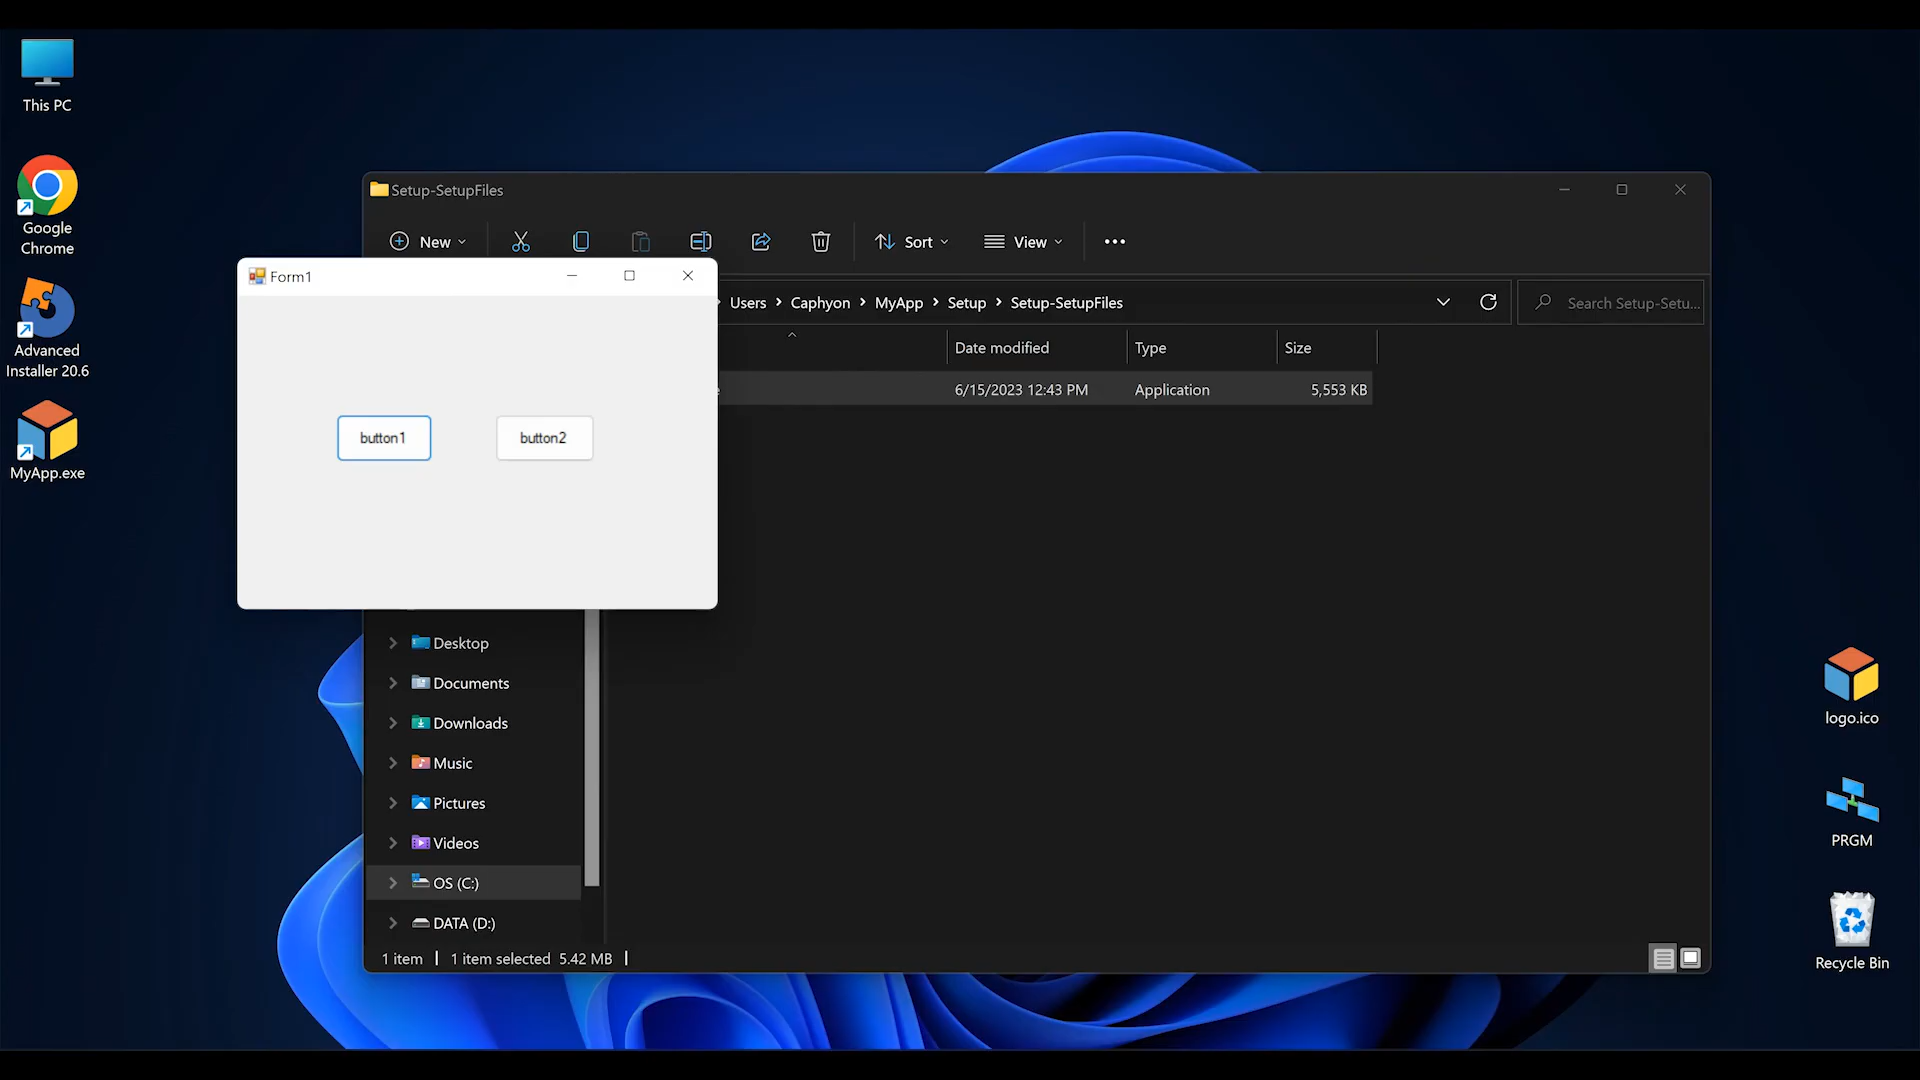 This PC
Google
Chrome
Advanced
Installer 20.6
MyApp.exe
Setup-SetupFiles
New
Sort
View
Form1
button1
button2
Users
Caphyon
MyApp
Setup
Setup-SetupFiles
Search Setup-Setu...
Date modified
Type
Size
6/15/2023 12:43 PM
Application
5,553 KB
Desktop
Documents
Downloads
Music
Pictures
Videos
OS (C:)
DATA (D:)
1 item
1 item selected 5.42 MB
logo.ico
PRGM
Recycle Bin